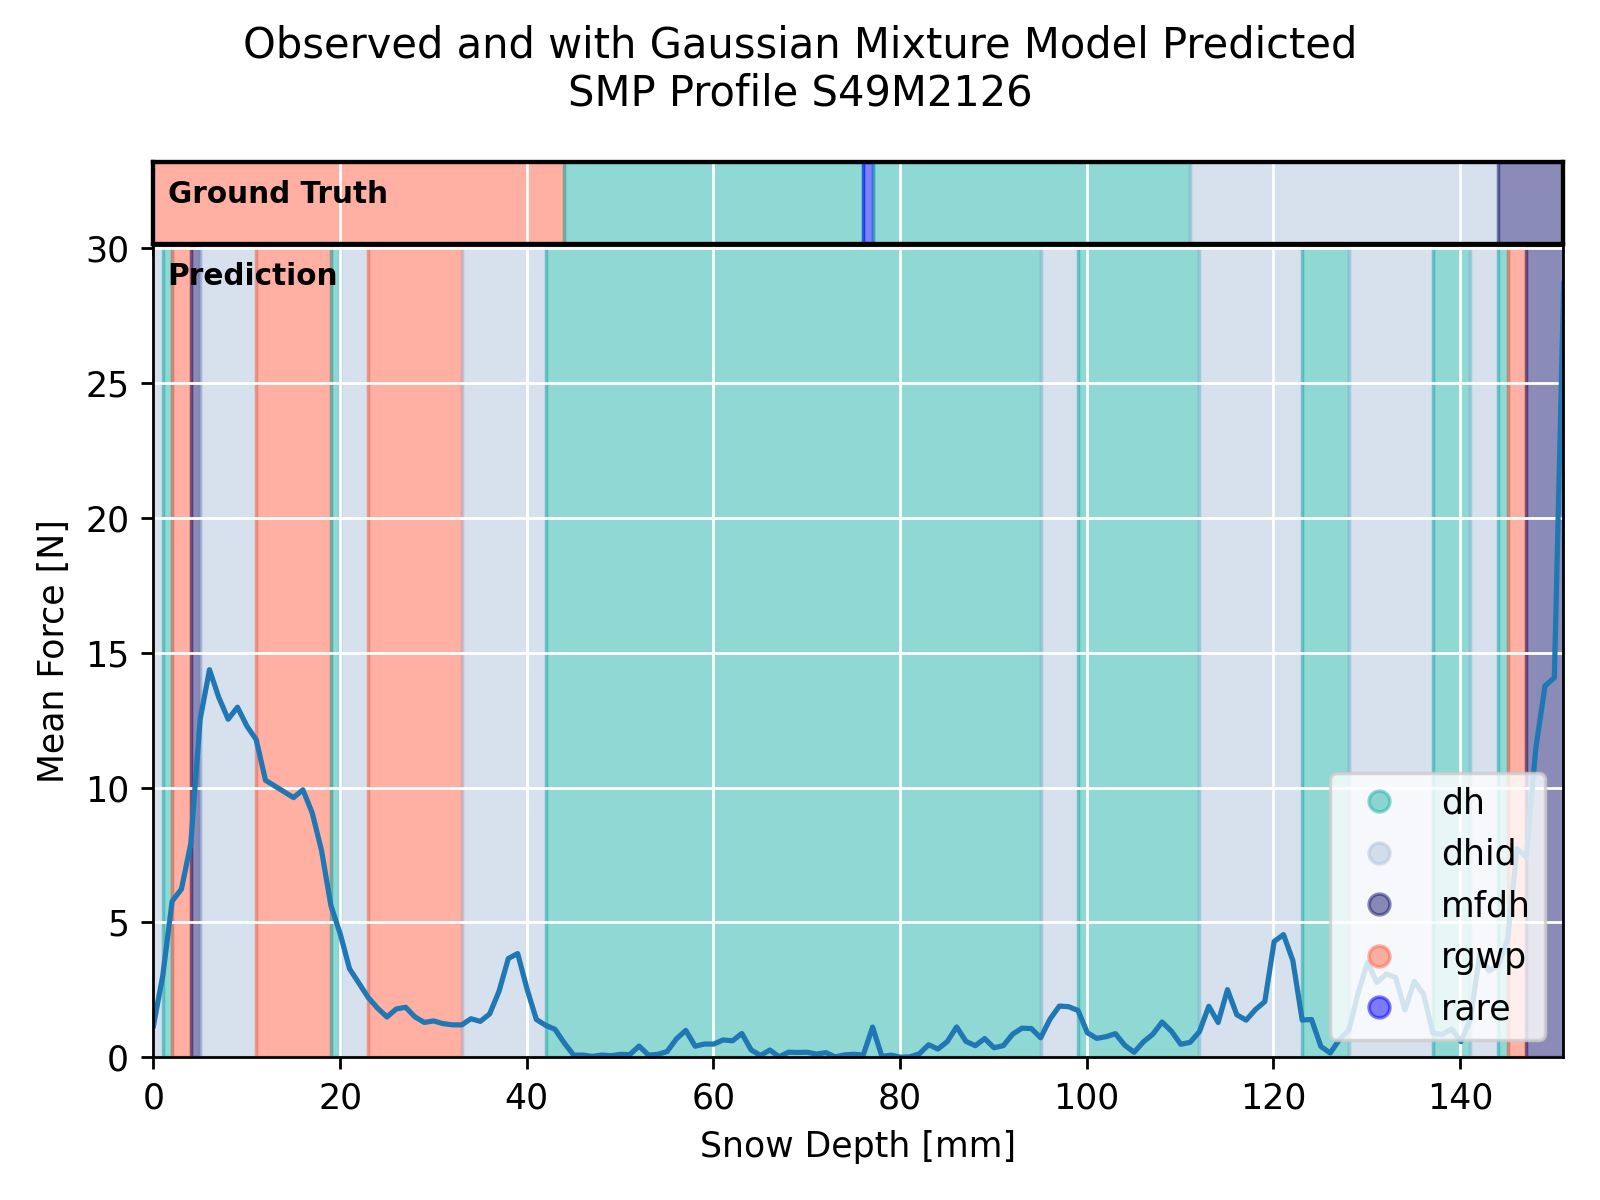 Observed and with Gaussian Mixture Model Predicted
SMP Profile S49M2126
Ground Truth
Prediction
30
25
20
15
10
5
0
Mean Force [N]
0 20 40 60 80 100 120 140
Snow Depth [mm]
dh
dhid
mfdh
rgwp
rare